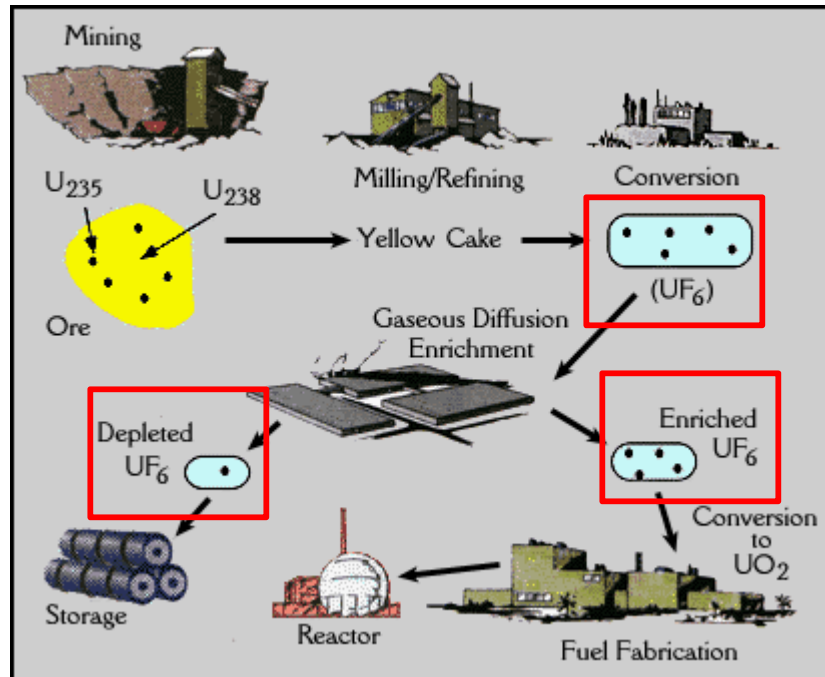 Mining
Milling/Refining
Conversion
U235
U238
Yellow Cake
(UF6)
Ore
Gaseous Diffusion
Enrichment
Depleted
UF6
Enriched
UF6
Conversion
to
UO2
Storage
Reactor
Fuel Fabrication